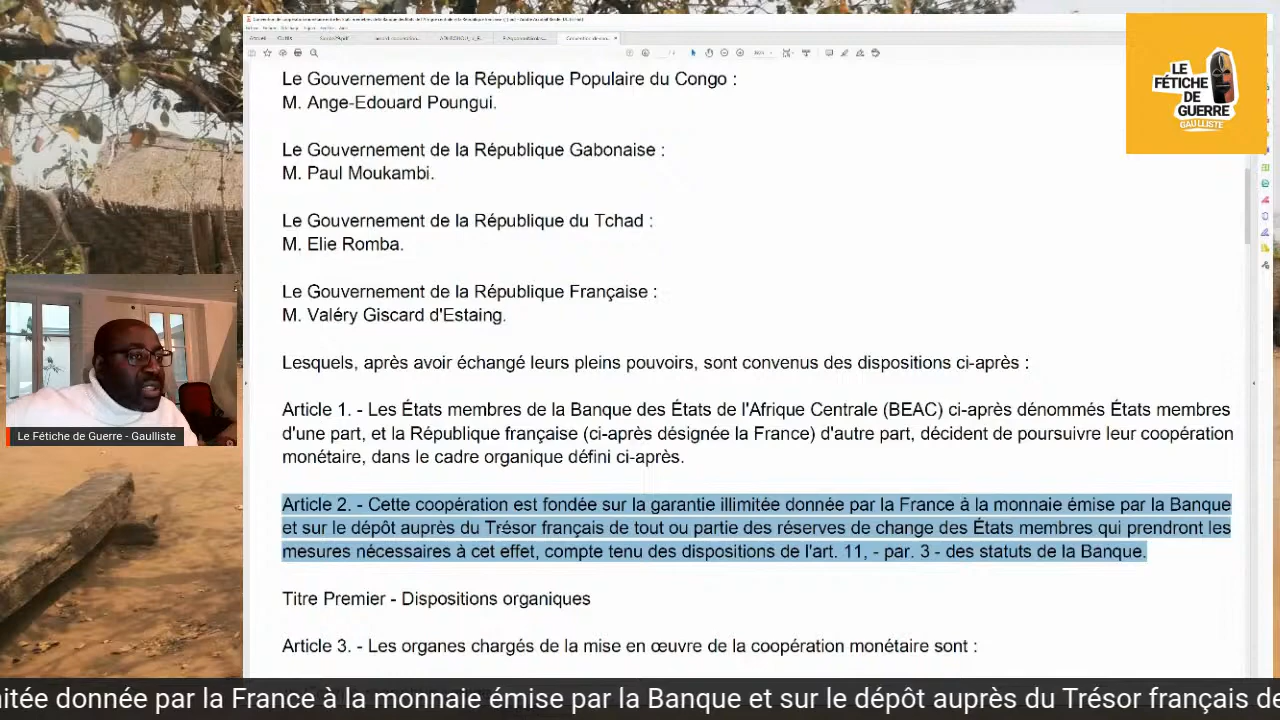 LE
FÉTICHE
DE
GUERRE
GAULLISTE
Le Gouvernement de la République Populaire du Congo :
M. Ange-Edouard Poungui.
Le Gouvernement de la République Gabonaise :
M. Paul Moukambi.
Le Gouvernement de la République du Tchad :
M. Elie Romba.
Le Gouvernement de la République Française :
M. Valéry Giscard d'Estaing.
Lesquels, après avoir échangé leurs pleins pouvoirs, sont convenus des dispositions ci-après :
Article 1. - Les États membres de la Banque des États de l'Afrique Centrale (BEAC) ci-après dénommés États membres
d'une part, et la République française (ci-après désignée la France) d'autre part, décident de poursuivre leur coopération
monétaire, dans le cadre organique défini ci-après.
Article 2. - Cette coopération est fondée sur la garantie illimitée donnée par la France à la monnaie émise par la Banque
et sur le dépôt auprès du Trésor français de tout ou partie des réserves de change des États membres qui prendront les
mesures nécessaires à cet effet, compte tenu des dispositions de l'art. 11, - par. 3 - des statuts de la Banque.
Titre Premier - Dispositions organiques
Article 3. - Les organes chargés de la mise en œuvre de la coopération monétaire sont :
Le Fétiche de Guerre - Gaulliste
mitée donnée par la France à la monnaie émise par la Banque et sur le dépôt auprès du Trésor français de